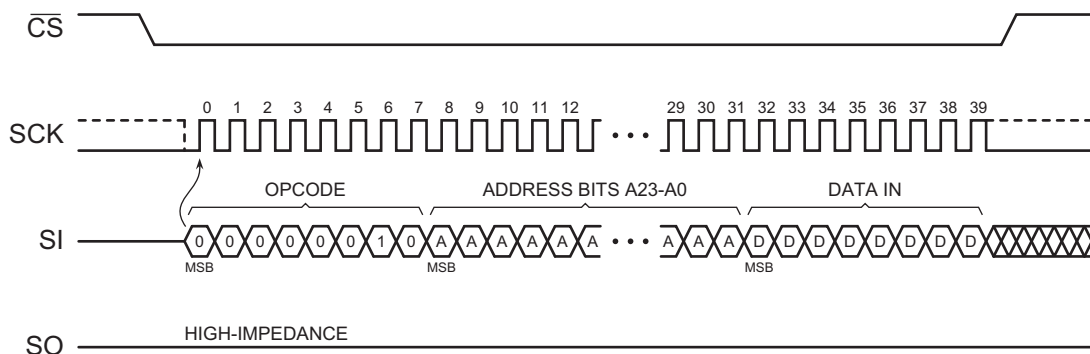 CS
0 1 2 3 4 5 6 7 8 9 10 11 12 29 30 31 32 33 34 35 36 37 38 39
SCK
OPCODE ADDRESS BITS A23-A0 DATA IN
SI 0 0 0 0 0 0 1 0 A A A A A A A A A D D D D D D D D
MSB MSB MSB
HIGH-IMPEDANCE
SO